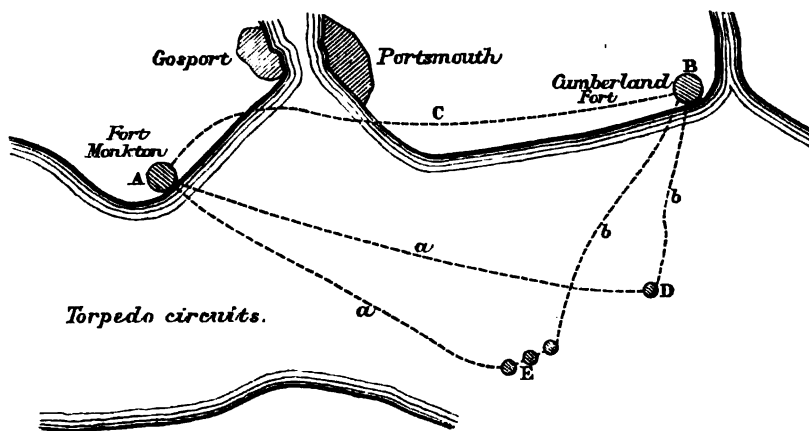 Gosport
Portsmouth
B
Cumberland
Fort
C
Fort
Monkton
A
b
b
a
D
a
Torpedo circuits.
E